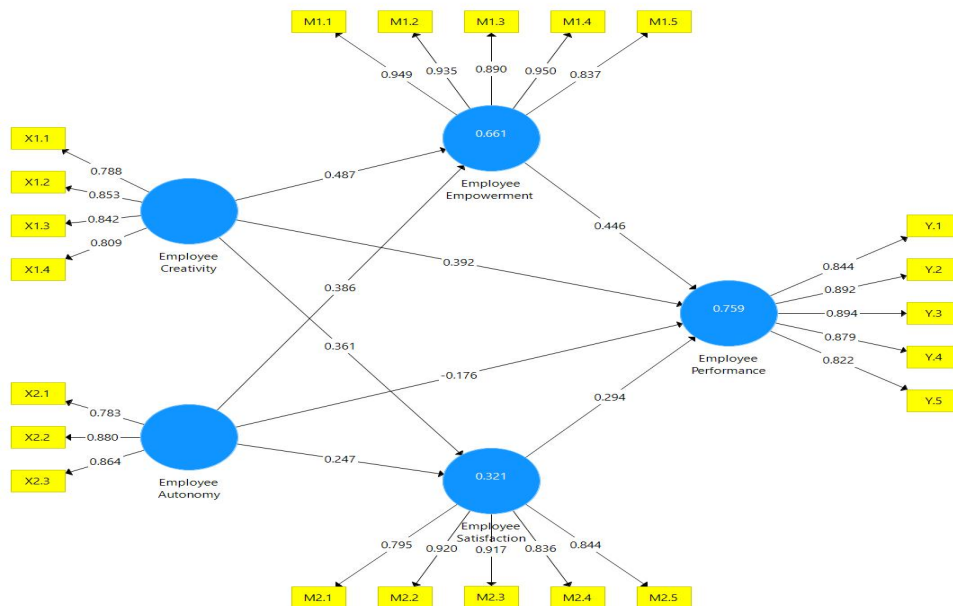 M1.1 M1.2 M1.3 M1.4 M1.5
0.949 0.935 0.890 0.950 0.837
0.661
Employee
Empowerment
X1.1
X1.2
X1.3
X1.4
0.788
0.853
0.842
0.809
Employee
Creativity
0.487
0.392
0.386
0.361
0.446
Y.1
Y.2
Y.3
Y.4
Y.5
0.844
0.892
0.894
0.879
0.822
0.759
Employee
Performance
-0.176
0.294
0.247
X2.1
X2.2
X2.3
0.783
0.880
0.864
Employee
Autonomy
0.321
Employee
Satisfaction
0.795 0.920 0.917 0.836 0.844
M2.1 M2.2 M2.3 M2.4 M2.5